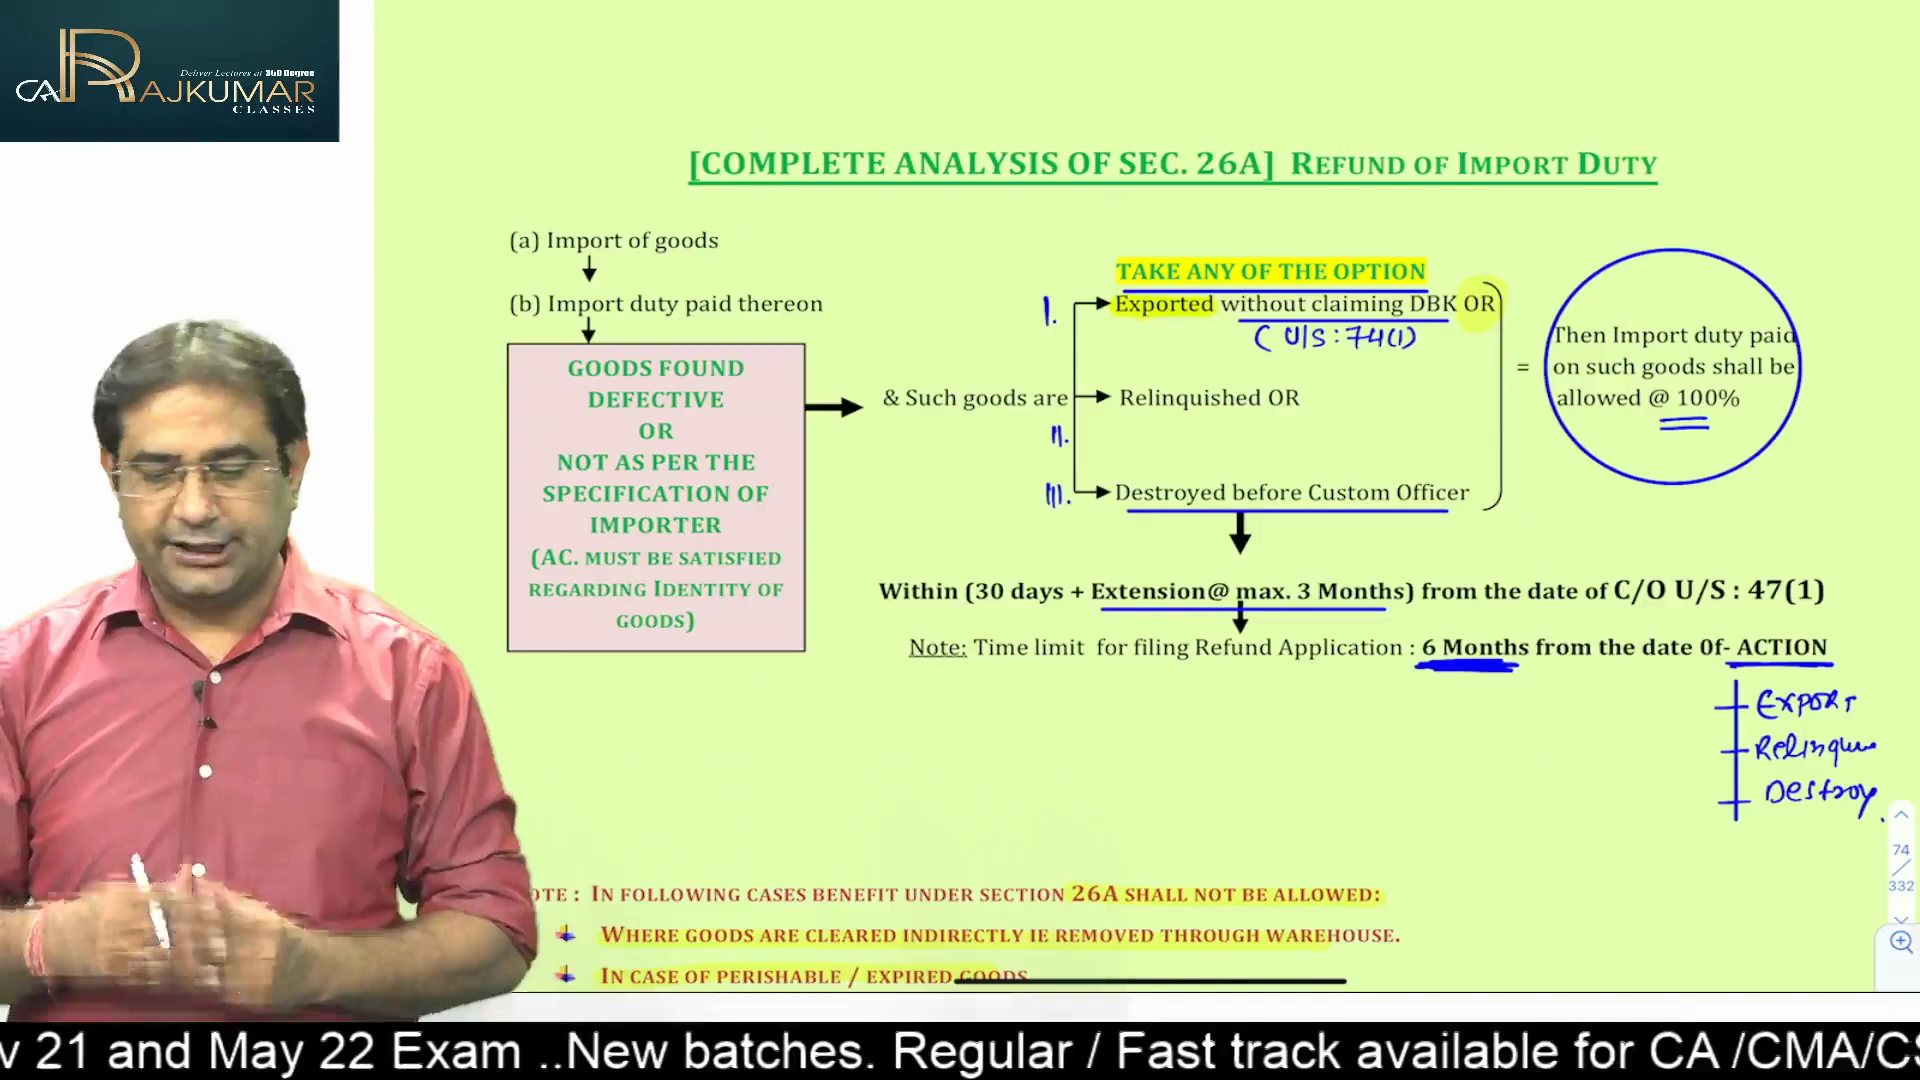 Deliver Lectures at 360 Degree
CA RAJKUMAR
CLASSES
[COMPLETE ANALYSIS OF SEC. 26A] REFUND OF IMPORT DUTY
(a) Import of goods
(b) Import duty paid thereon
GOODS FOUND
DEFECTIVE
OR
NOT AS PER THE
SPECIFICATION OF
IMPORTER
(AC. MUST BE SATISFIED
REGARDING IDENTITY OF
GOODS)
& Such goods are
TAKE ANY OF THE OPTION
I.
Exported without claiming DBK OR
( U/S : 74(1)
II.
Relinquished OR
III.
Destroyed before Custom Officer
=
Then Import duty paid
on such goods shall be
allowed @ 100%
Within (30 days + Extension@ max. 3 Months) from the date of C/O U/S : 47(1)
Note: Time limit for filing Refund Application : 6 Months from the date 0f- ACTION
EXPORT
Destroy
OTE : IN FOLLOWING CASES BENEFIT UNDER SECTION 26A SHALL NOT BE ALLOWED:
WHERE GOODS ARE CLEARED INDIRECTLY IE REMOVED THROUGH WAREHOUSE.
IN CASE OF PERISHABLE / EXPIRED GOODS
74
332
v 21 and May 22 Exam ..New batches. Regular / Fast track available for CA /CMA/CS